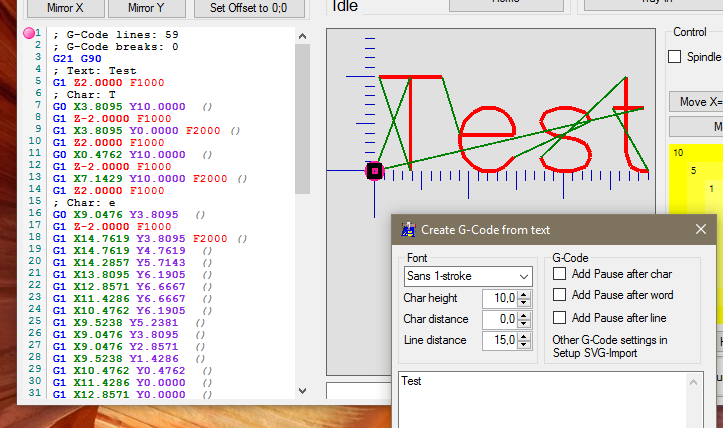 Mirror X
Mirror Y
Set Offset to 0;0
Idle
1 ; G-Code lines: 59
2 ; G-Code breaks: 0
3 G21 G90
4 ; Text: Test
5 G1 Z2.0000 F1000
6 ; Char: T
7 G0 X3.8095 Y10.0000 ()
8 G1 Z-2.0000 F1000
9 G1 X3.8095 Y0.0000 F2000 ()
10 G1 Z2.0000 F1000
11 G0 X0.4762 Y10.0000 ()
12 G1 Z-2.0000 F1000
13 G1 X7.1429 Y10.0000 F2000 ()
14 G1 Z2.0000 F1000
15 ; Char: e
16 G0 X9.0476 Y3.8095 ()
17 G1 Z-2.0000 F1000
18 G1 X14.7619 Y3.8095 F2000 ()
19 G1 X14.7619 Y4.7619 ()
20 G1 X14.2857 Y5.7143 ()
21 G1 X13.8095 Y6.1905 ()
22 G1 X12.8571 Y6.6667 ()
23 G1 X11.4286 Y6.6667 ()
24 G1 X10.4762 Y6.1905 ()
25 G1 X9.5238 Y5.2381 ()
26 G1 X9.0476 Y3.8095 ()
27 G1 X9.0476 Y2.8571 ()
28 G1 X9.5238 Y1.4286 ()
29 G1 X10.4762 Y0.4762 ()
30 G1 X11.4286 Y0.0000 ()
31 G1 X12.8571 Y0.0000 ()
Test
Control
Spindle
Move X=
10
5
1
Create G-Code from text
Font
Sans 1-stroke
Char height 10,0
Char distance 0,0
Line distance 15,0
G-Code
Add Pause after char
Add Pause after word
Add Pause after line
Other G-Code settings in
Setup SVG-Import
Test